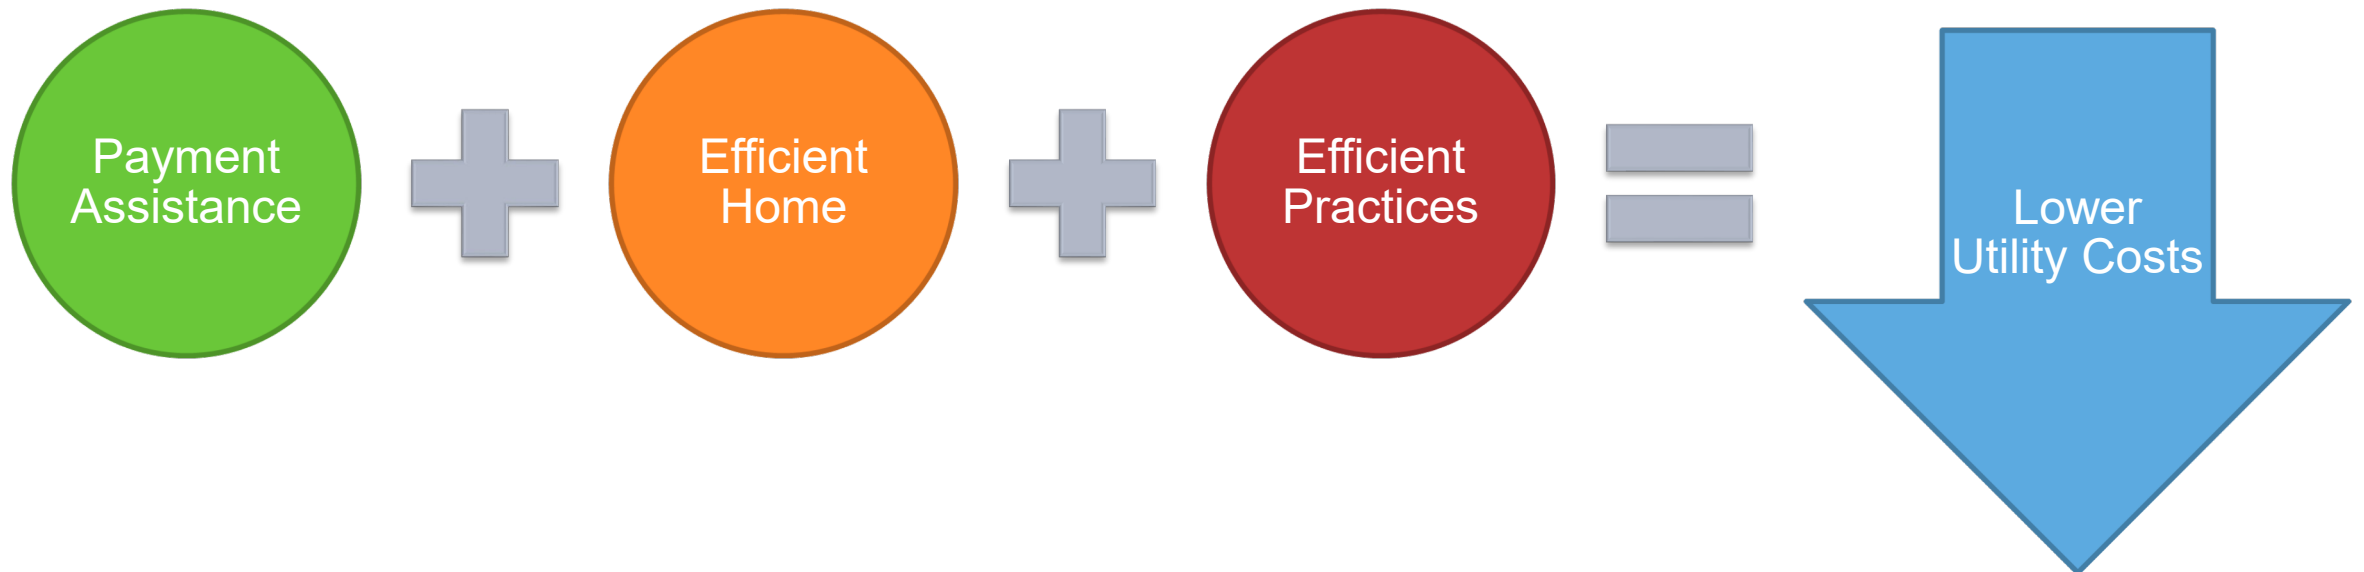 Payment
Assistance
Efficient
Home
Efficient
Practices
Lower
Utility Costs